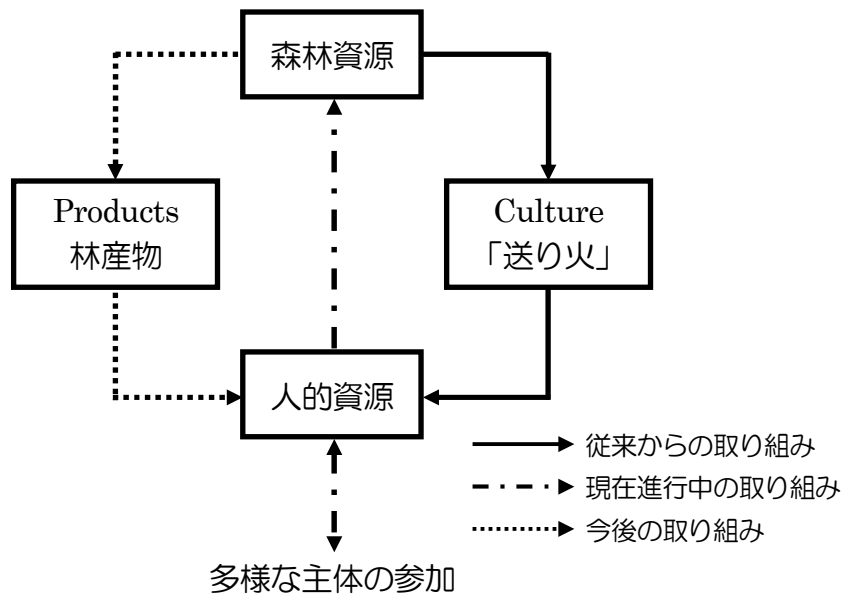 森林資源
Products
林産物
Culture
「送り火」
人的資源
従来からの取り組み
現在進行中の取り組み
今後の取り組み
多様な主体の参加